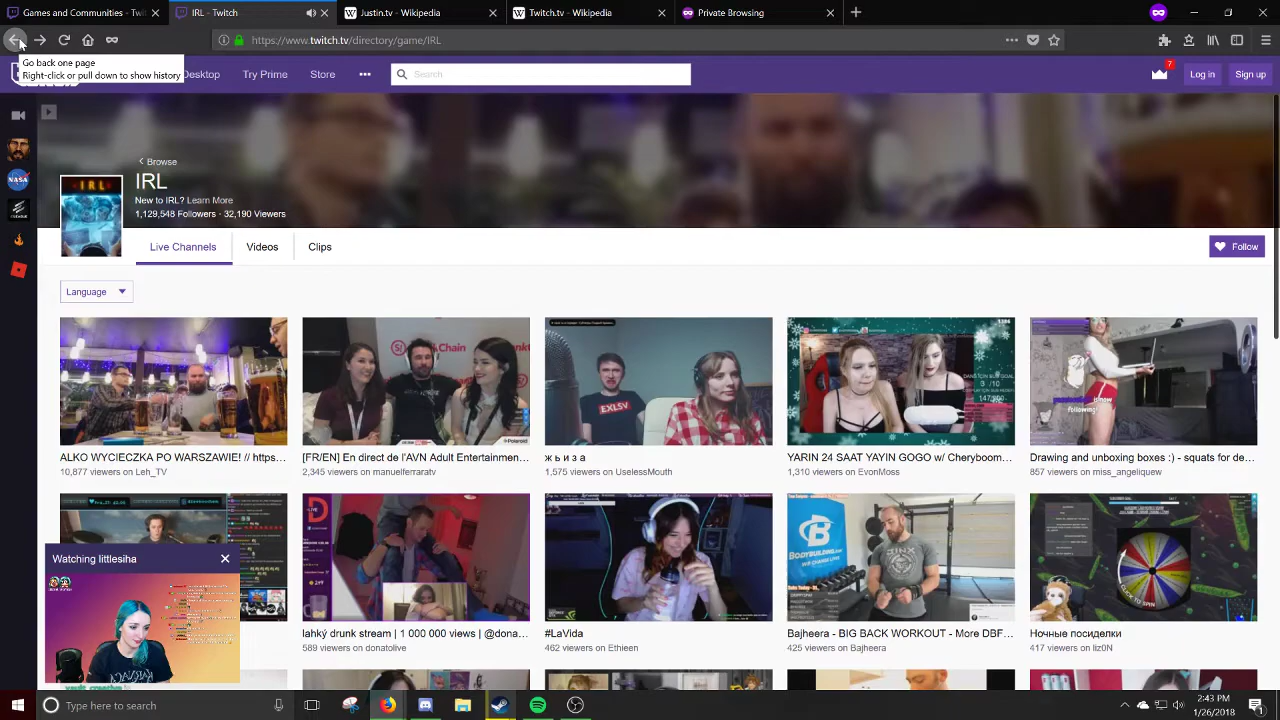 Games and Communities - Twi
IRL - Twitch
Justin.tv - Wikipedia
Twitch.tv - Wikipedia
Private Browsing
https://www.twitch.tv/directory/game/IRL
Go back one page
Right-click or pull down to show history
Desktop
Try Prime
Store
Search
7
Log in
Sign up
Browse
IRL
New to IRL? Learn More
1,129,548 Followers · 32,190 Viewers
IRL
NASA
Live Channels
Videos
Clips
Follow
Language
EXLSV
ALKO WYCIECZKA PO WARSZAWIE! // https...
10,877 viewers on Leh_TV
[FR/EN] En direct de l'AVN Adult Entertainmen...
2,345 viewers on manuelferraratv
ж ь и з а
1,575 viewers on UselessMouth
YARIN 24 SAAT YAYIN GOGO w/ Cheryboom...
1,310 viewers on EvonMoss
Drawing and unboxing boxes :) - squats for de...
857 viewers on miss_angeliquew
BODYBUILDING.COM
Watching littlesiha
lahký drunk stream | 1 000 000 views | @dona...
589 viewers on donatolive
#LaVida
462 viewers on Ethieen
Bajheera - BIG BACK WORKOUT - More DBF...
425 viewers on Bajheera
Ночные посиделки
417 viewers on liz0N
Type here to search
2:43 PM
1/26/2018